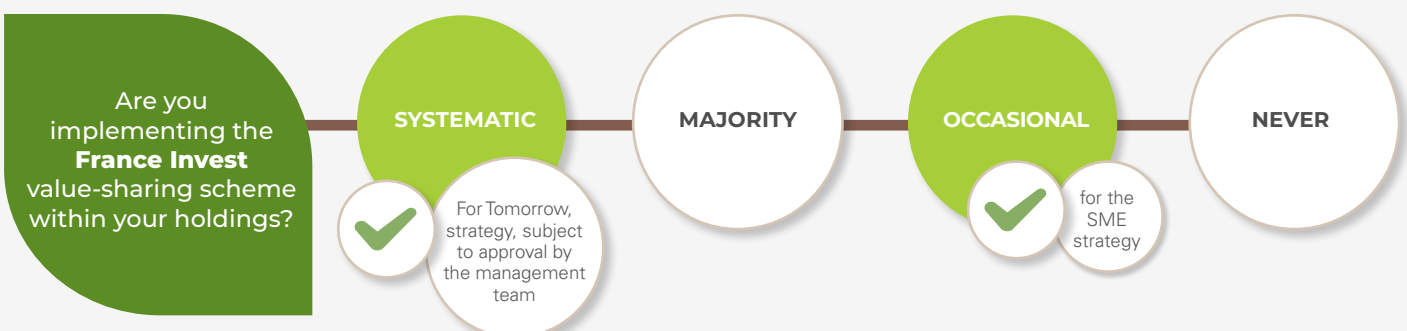 Are you
implementing the
France Invest
value-sharing scheme
within your holdings?
SYSTEMATIC
For Tomorrow,
strategy, subject
to approval by
the management
team
MAJORITY
OCCASIONAL
for the
SME
strategy
NEVER